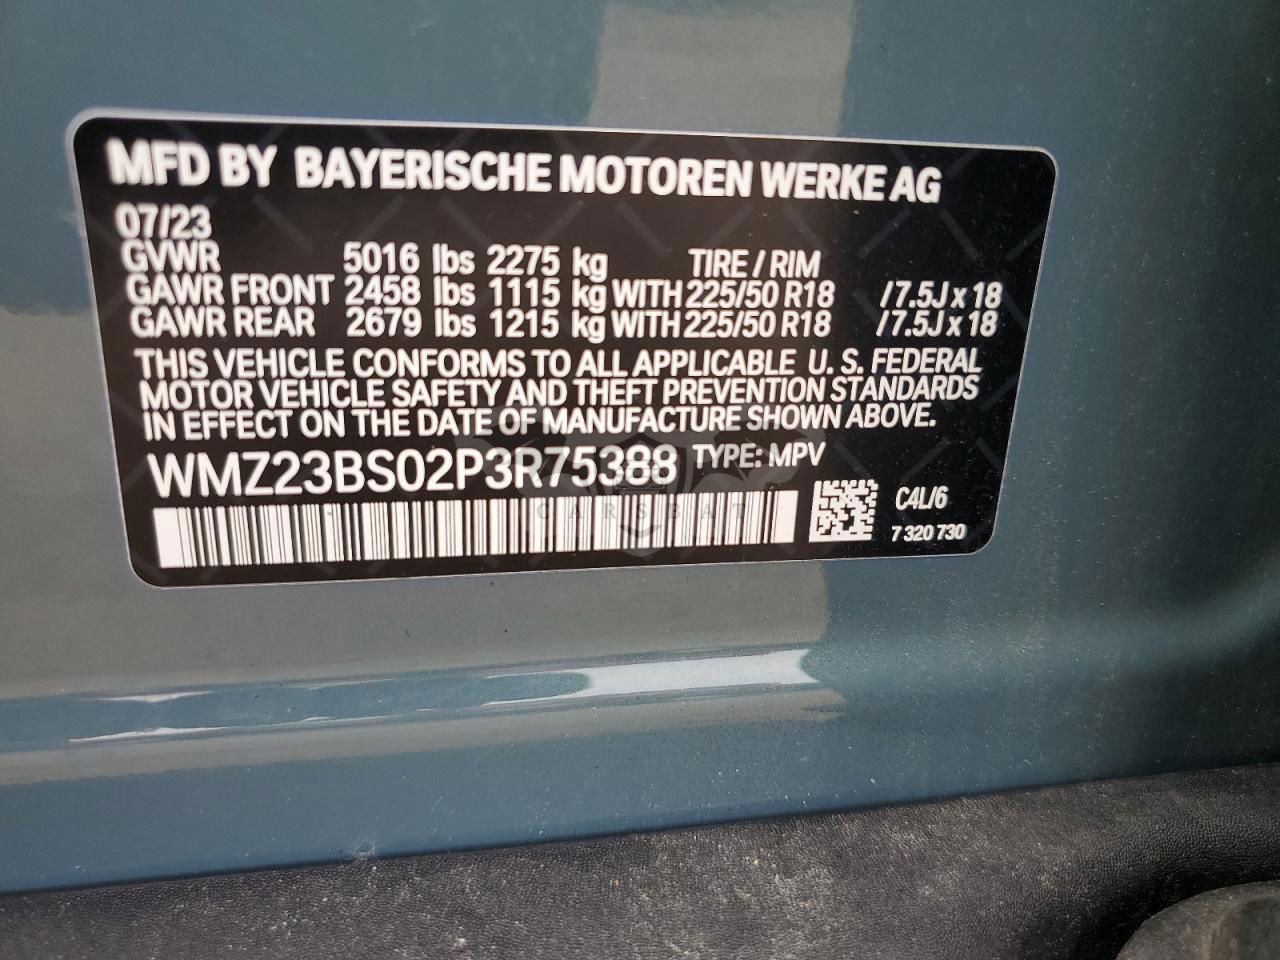 MFD BY BAYERISCHE MOTOREN WERKE AG
07/23
GVWR 5016 lbs 2275 kg TIRE / RIM
GAWR FRONT 2458 lbs 1115 kg WITH 225/50 R18 /7.5J x 18
GAWR REAR 2679 lbs 1215 kg WITH 225/50 R18 /7.5J x 18
THIS VEHICLE CONFORMS TO ALL APPLICABLE U. S. FEDERAL
MOTOR VEHICLE SAFETY AND THEFT PREVENTION STANDARDS
IN EFFECT ON THE DATE OF MANUFACTURE SHOWN ABOVE.
WMZ23BS02P3R75388 TYPE: MPV
CARSBAT
C4L/6
7 320 730